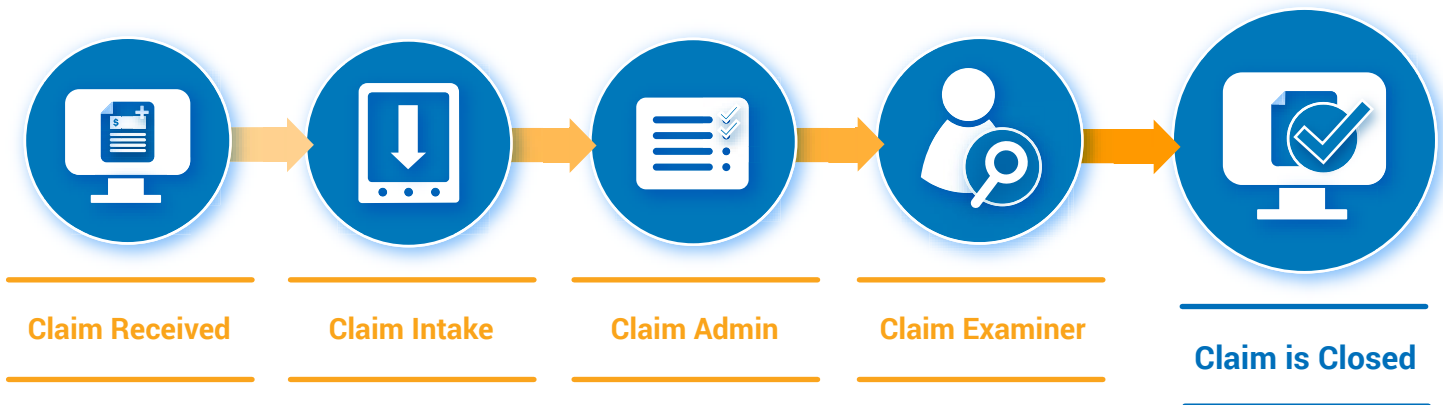 $
Claim Received
Claim Intake
Claim Admin
Claim Examiner
Claim is Closed